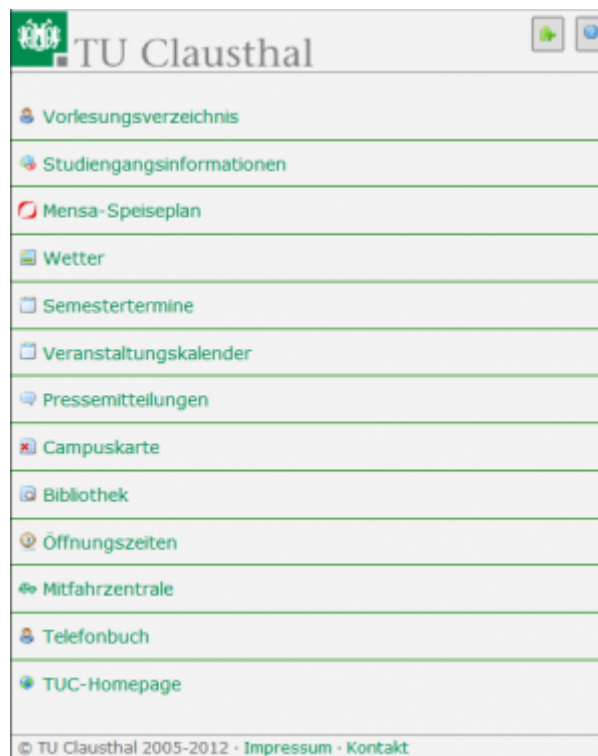 TU Clausthal
Vorlesungsverzeichnis
Studiengangsinformationen
Mensa-Speiseplan
Wetter
Semestertermine
Veranstaltungskalender
Pressemitteilungen
Campuskarte
Bibliothek
Öffnungszeiten
Mitfahrzentrale
Telefonbuch
TUC-Homepage
© TU Clausthal 2005-2012 · Impressum · Kontakt